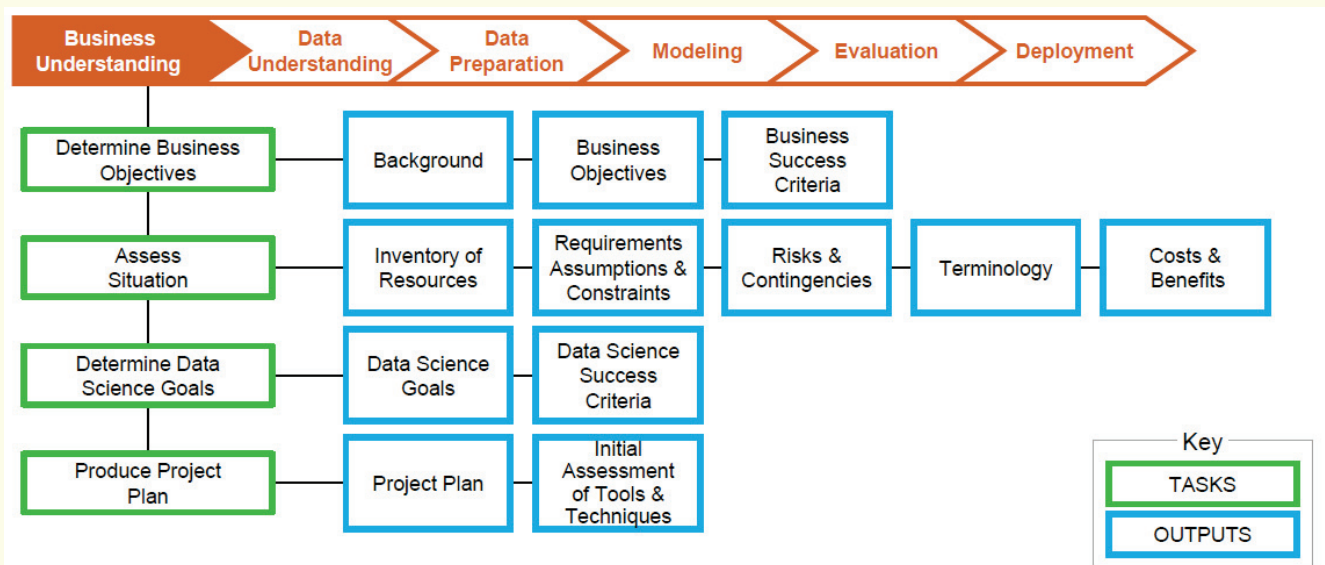 Business
Understanding
Data
Understanding
Data
Preparation
Modeling
Evaluation
Deployment
Determine Business
Objectives
Background
Business
Objectives
Business
Success
Criteria
Assess
Situation
Inventory of
Resources
Requirements
Assumptions &
Constraints
Risks &
Contingencies
Terminology
Costs &
Benefits
Determine Data
Science Goals
Data Science
Goals
Data Science
Success
Criteria
Produce Project
Plan
Project Plan
Initial
Assessment
of Tools &
Techniques
Key
TASKS
OUTPUTS